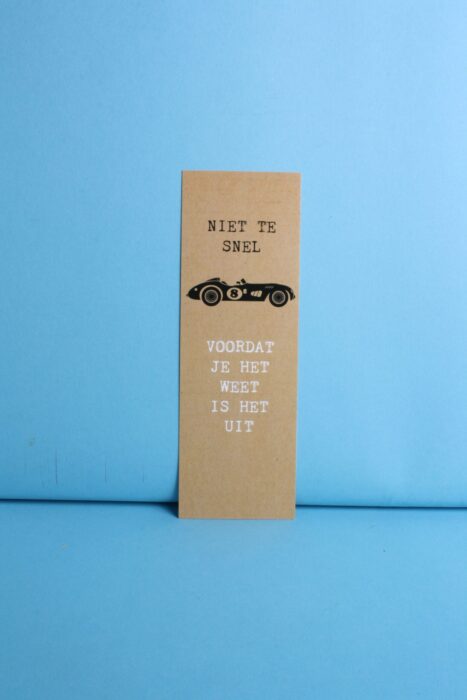 NIET TE
SNEL
8
VOORDAT
JE HET
WEET
IS HET
UIT